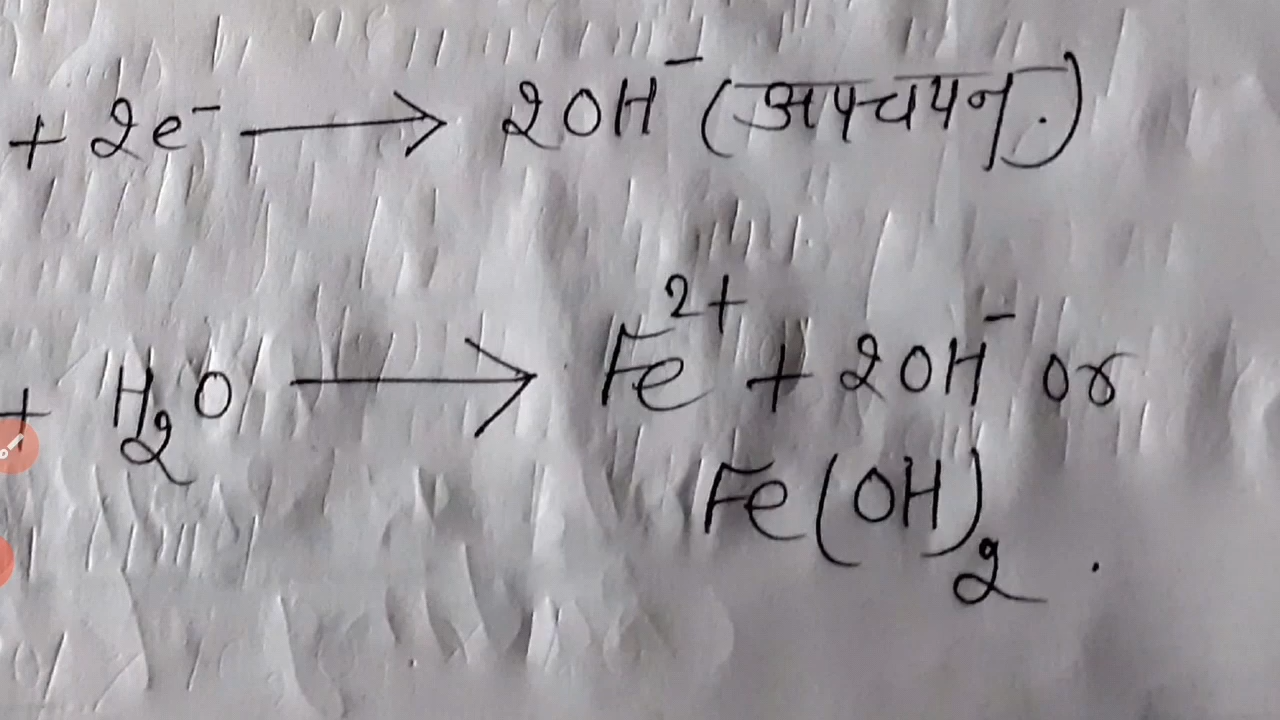 + 2e⁻ ⟶ 2OH⁻ (अपचयन.)
+ H₂O ⟶ Fe²⁺ + 2OH⁻ or
Fe(OH)₂ .